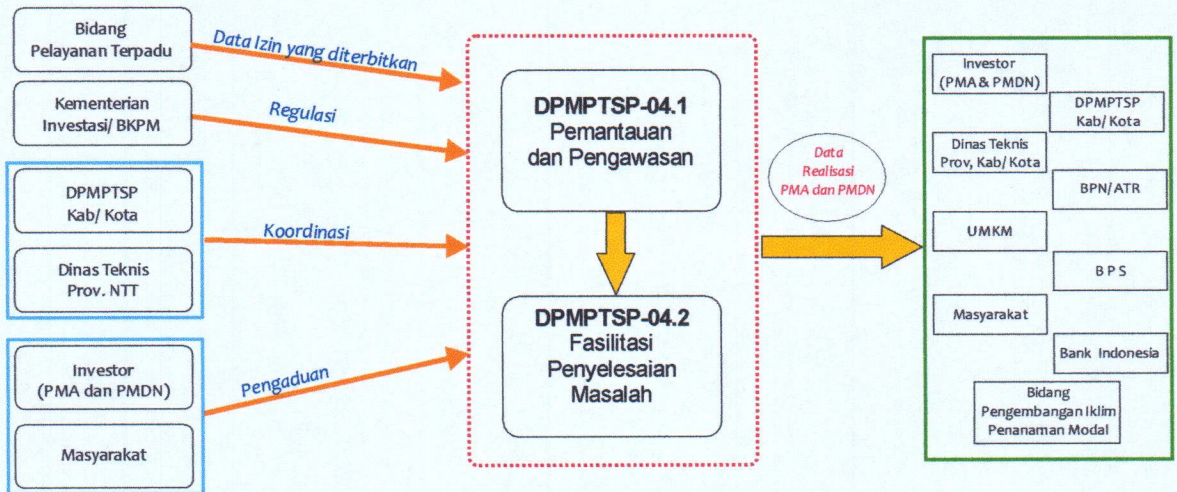 Bidang
Pelayanan Terpadu
Kementerian
Investasi/ BKPM
DPMPTSP
Kab/ Kota
Dinas Teknis
Prov. NTT
Investor
(PMA dan PMDN)
Masyarakat
Data Izin yang diterbitkan
Regulasi
Koordinasi
Pengaduan
DPMPTSP-04.1
Pemantauan
dan Pengawasan
DPMPTSP-04.2
Fasilitasi
Penyelesaian
Masalah
Data
Realisasi
PMA dan PMDN
Investor
(PMA & PMDN)
DPMPTSP
Kab/ Kota
Dinas Teknis
Prov, Kab/ Kota
BPN/ ATR
UMKM
B P S
Masyarakat
Bank Indonesia
Bidang
Pengembangan Iklim
Penanaman Modal